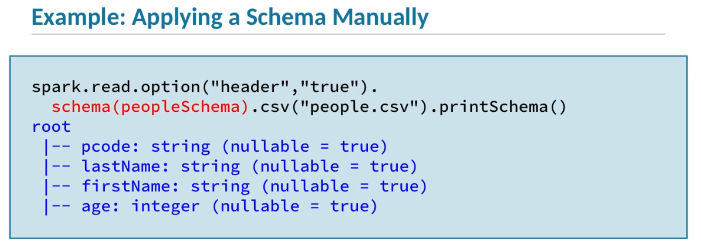 Example: Applying a Schema Manually
spark.read.option("header","true").
schema(peopleSchema).csv("people.csv").printSchema()
root
|-- pcode: string (nullable = true)
|-- lastName: string (nullable = true)
|-- firstName: string (nullable = true)
|-- age: integer (nullable = true)